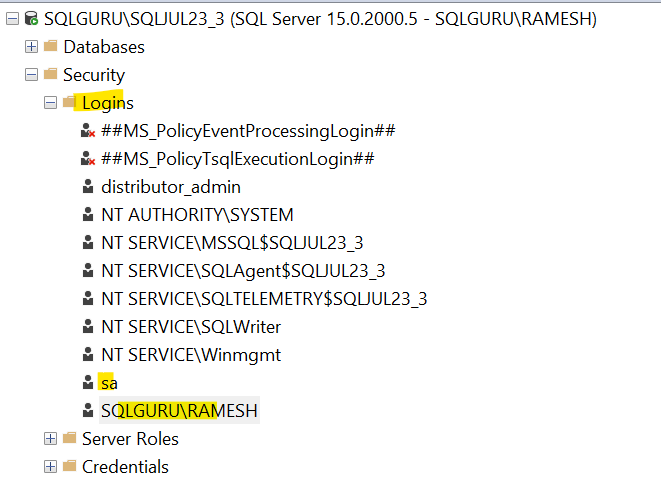 SQLGURU\SQLJUL23_3 (SQL Server 15.0.2000.5 - SQLGURU\RAMESH)
Databases
Security
Logins
##MS_PolicyEventProcessingLogin##
##MS_PolicyTsqlExecutionLogin##
distributor_admin
NT AUTHORITY\SYSTEM
NT SERVICE\MSSQL$SQLJUL23_3
NT SERVICE\SQLAgent$SQLJUL23_3
NT SERVICE\SQLTELEMETRY$SQLJUL23_3
NT SERVICE\SQLWriter
NT SERVICE\Winmgmt
sa
SQLGURU\RAMESH
Server Roles
Credentials